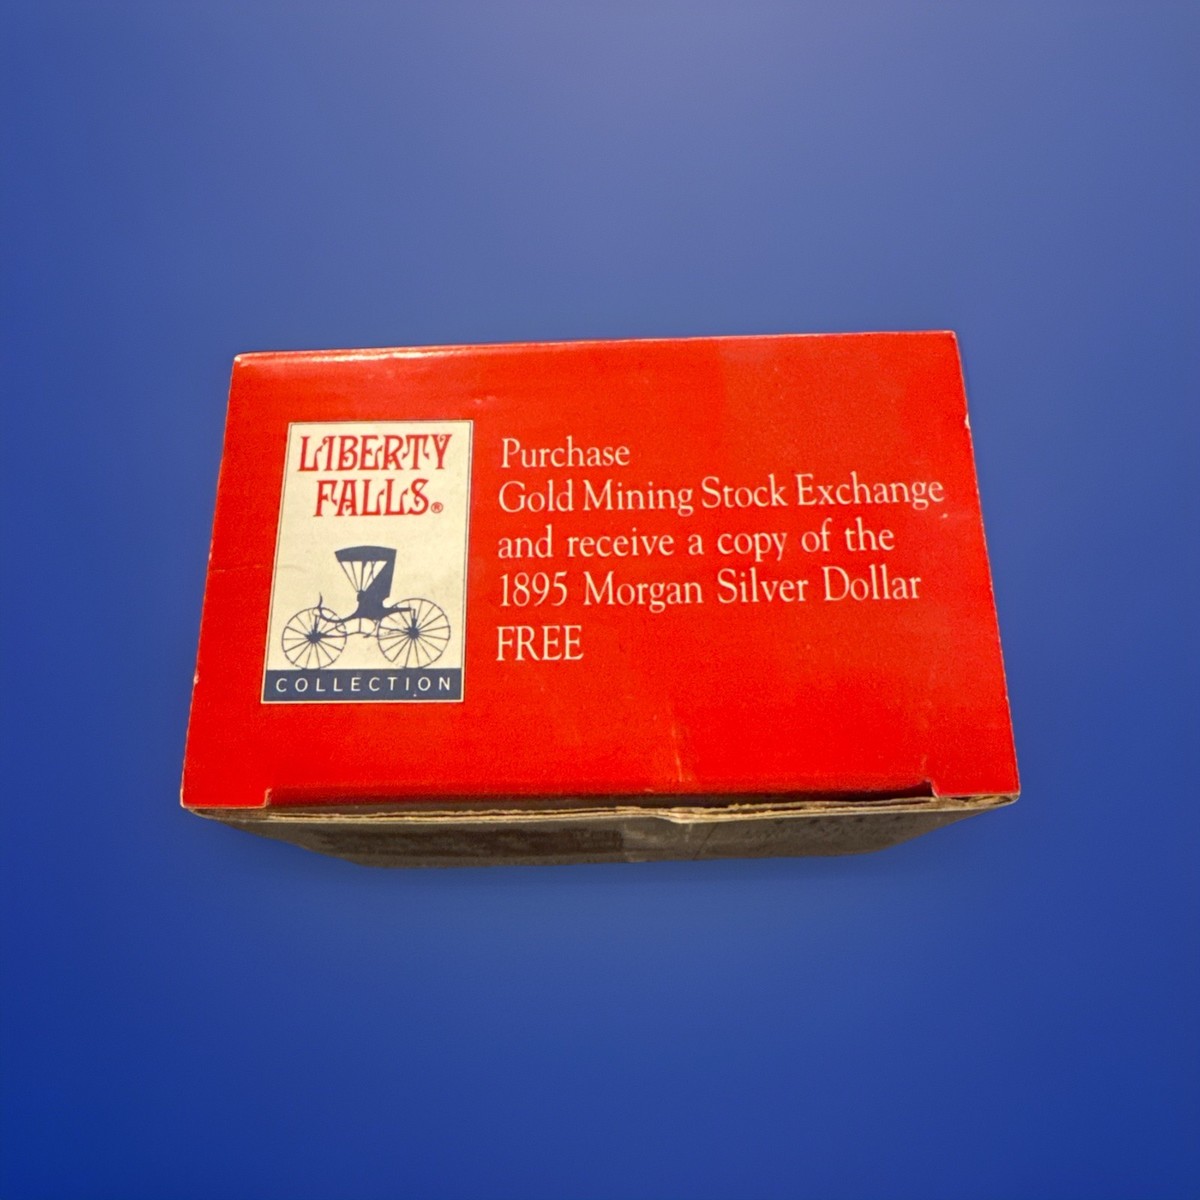 LIBERTY
FALLS®
COLLECTION
Purchase
Gold Mining Stock Exchange
and receive a copy of the
1895 Morgan Silver Dollar
FREE